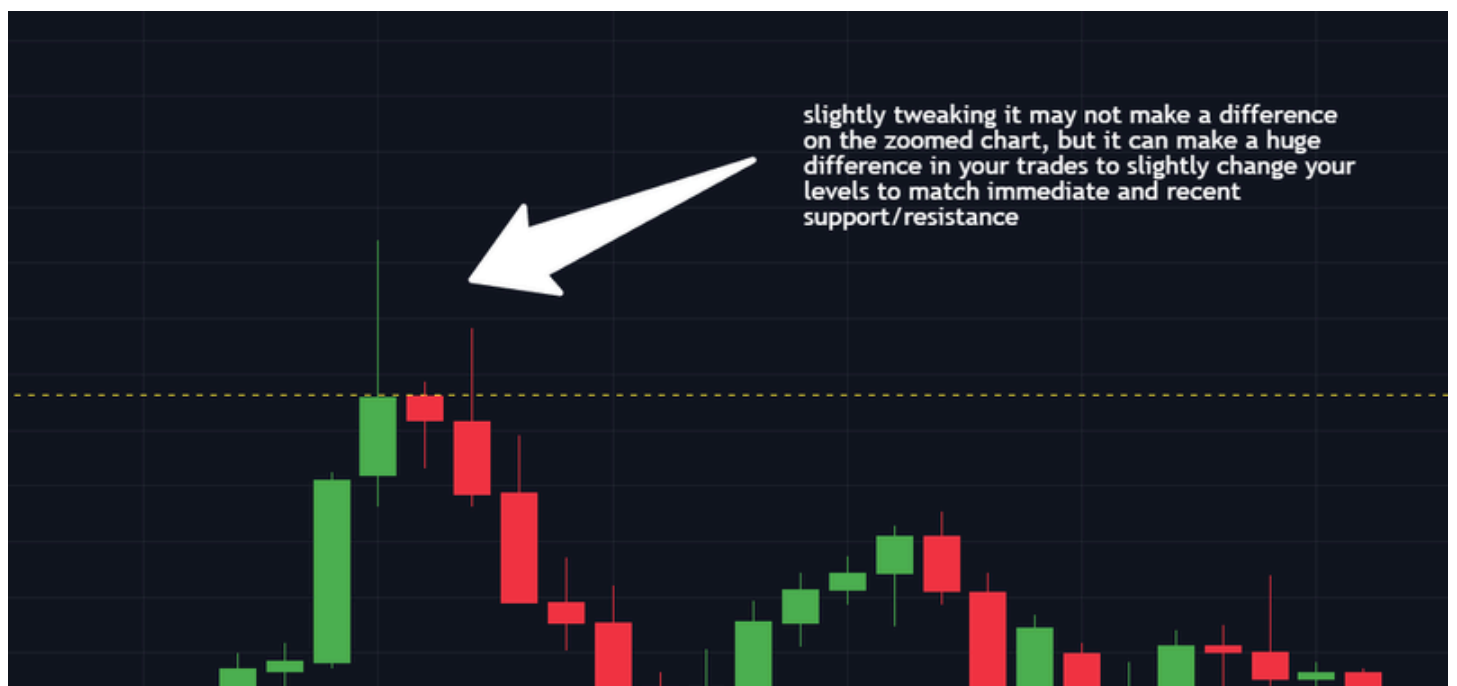 slightly tweaking it may not make a difference
on the zoomed chart, but it can make a huge
difference in your trades to slightly change your
levels to match immediate and recent
support/resistance